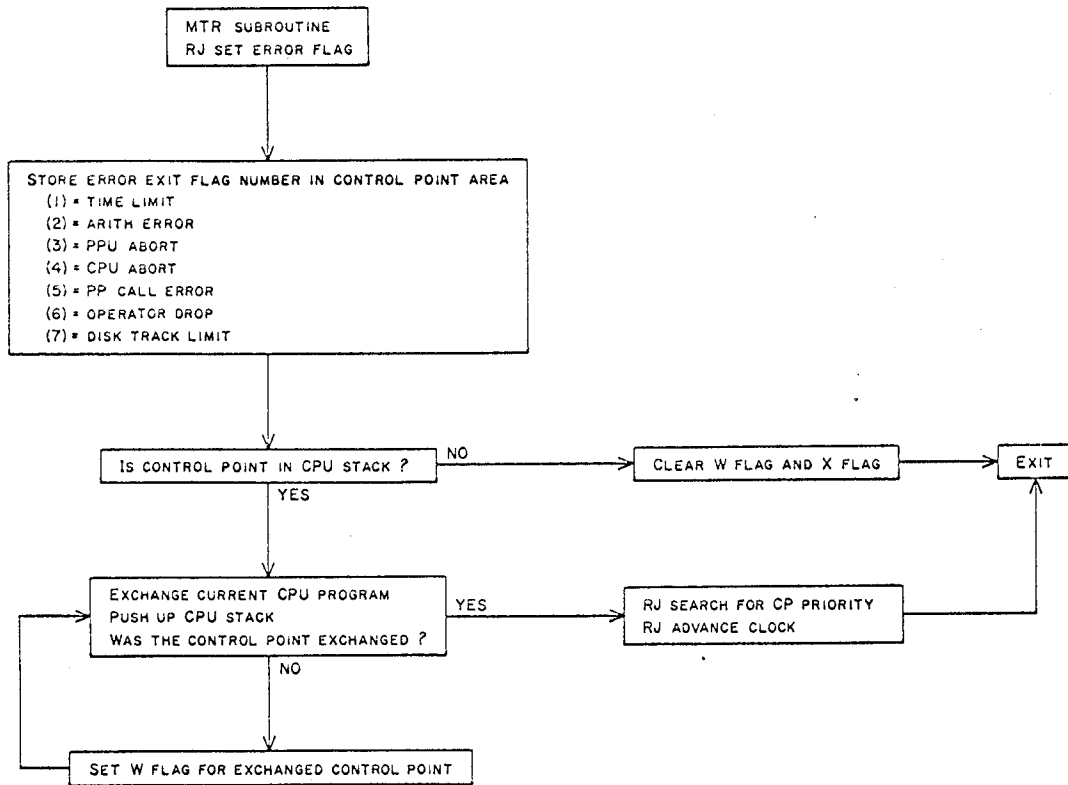 MTR SUBROUTINE
RJ SET ERROR FLAG
STORE ERROR EXIT FLAG NUMBER IN CONTROL POINT AREA
(1) = TIME LIMIT
(2) = ARITH ERROR
(3) = PPU ABORT
(4) = CPU ABORT
(5) = PP CALL ERROR
(6) = OPERATOR DROP
(7) = DISK TRACK LIMIT
IS CONTROL POINT IN CPU STACK ?
NO
CLEAR W FLAG AND X FLAG
EXIT
YES
EXCHANGE CURRENT CPU PROGRAM
PUSH UP CPU STACK
WAS THE CONTROL POINT EXCHANGED ?
YES
RJ SEARCH FOR CP PRIORITY
RJ ADVANCE CLOCK
NO
SET W FLAG FOR EXCHANGED CONTROL POINT